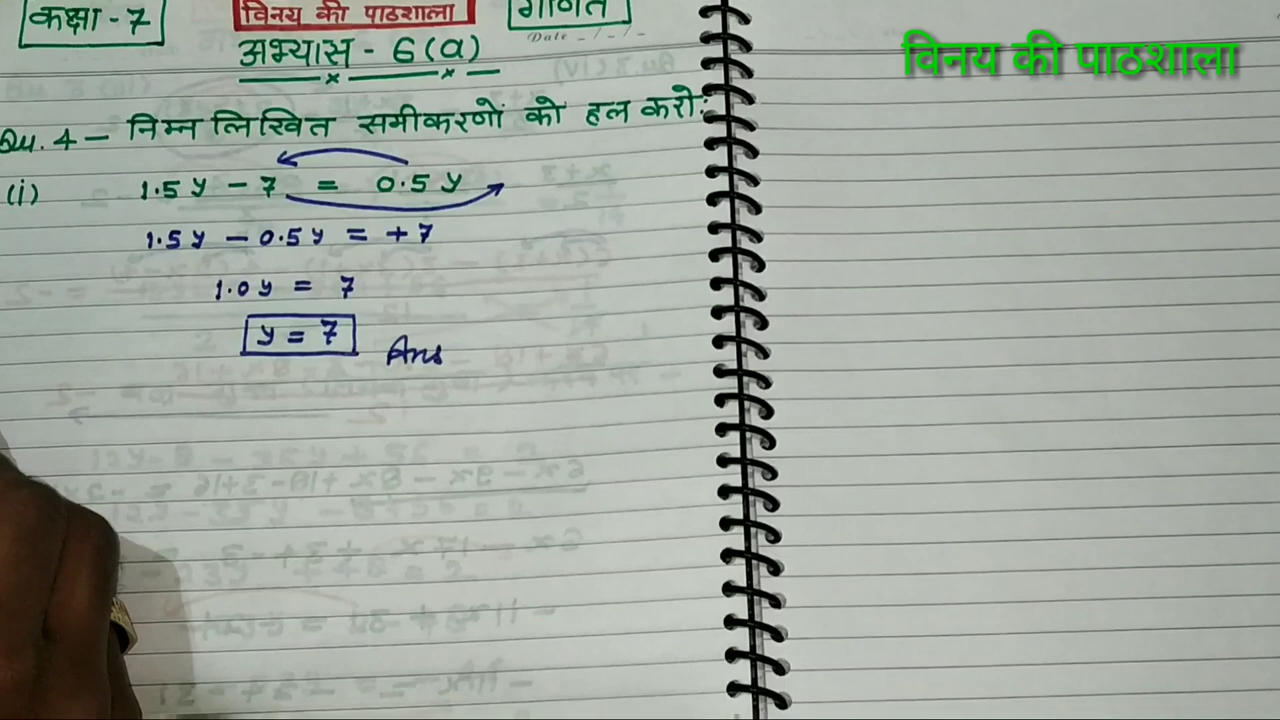 कक्षा - 7 विनय की पाठशाला गणित
Date _ / _ / _
विनय की पाठशाला
अभ्यास - 6 (a)
Qu. 4 - निम्न लिखित समीकरणों को हल करो:
(i) 1.5 y - 7 = 0.5 y
1.5 y - 0.5 y = + 7
1.0 y = 7
y = 7 Ans